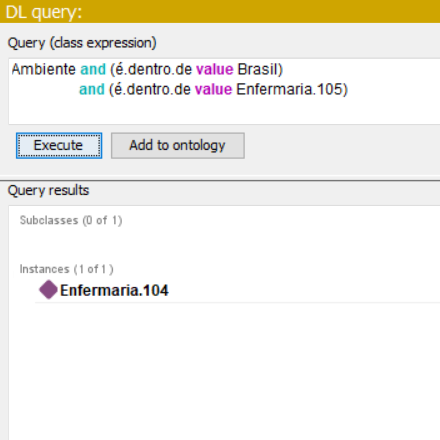 DL query:
Query (class expression)
Ambiente and (é.dentro.de value Brasil)
and (é.dentro.de value Enfermaria.105)
Execute Add to ontology
Query results
Subclasses (0 of 1)
Instances (1 of 1)
Enfermaria.104